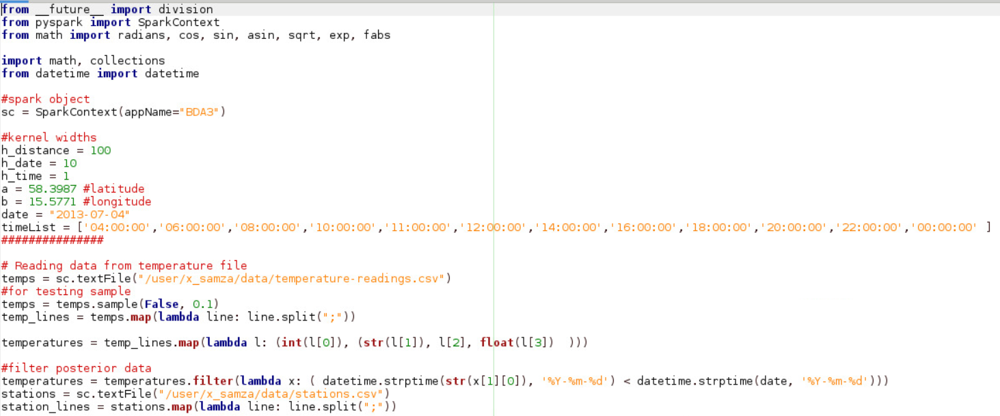 from __future__ import division
from pyspark import SparkContext
from math import radians, cos, sin, asin, sqrt, exp, fabs
import math, collections
from datetime import datetime
#spark object
sc = SparkContext(appName="BDA3")
#kernel widths
h_distance = 100
h_date = 10
h_time = 1
a = 58.3987 #latitude
b = 15.5771 #longitude
date = "2013-07-04"
timeList = ['04:00:00','06:00:00','08:00:00','10:00:00','11:00:00','12:00:00','14:00:00','16:00:00','18:00:00','20:00:00','22:00:00','00:00:00' ]
###############
# Reading data from temperature file
temps = sc.textFile("/user/x_samza/data/temperature-readings.csv")
#for testing sample
temps = temps.sample(False, 0.1)
temp_lines = temps.map(lambda line: line.split(";"))
temperatures = temp_lines.map(lambda l: (int(l[0]), (str(l[1]), l[2], float(l[3])  )))
#filter posterior data
temperatures = temperatures.filter(lambda x: ( datetime.strptime(str(x[1][0]), '%Y-%m-%d') < datetime.strptime(date, '%Y-%m-%d')))
stations = sc.textFile("/user/x_samza/data/stations.csv")
station_lines = stations.map(lambda line: line.split(";"))